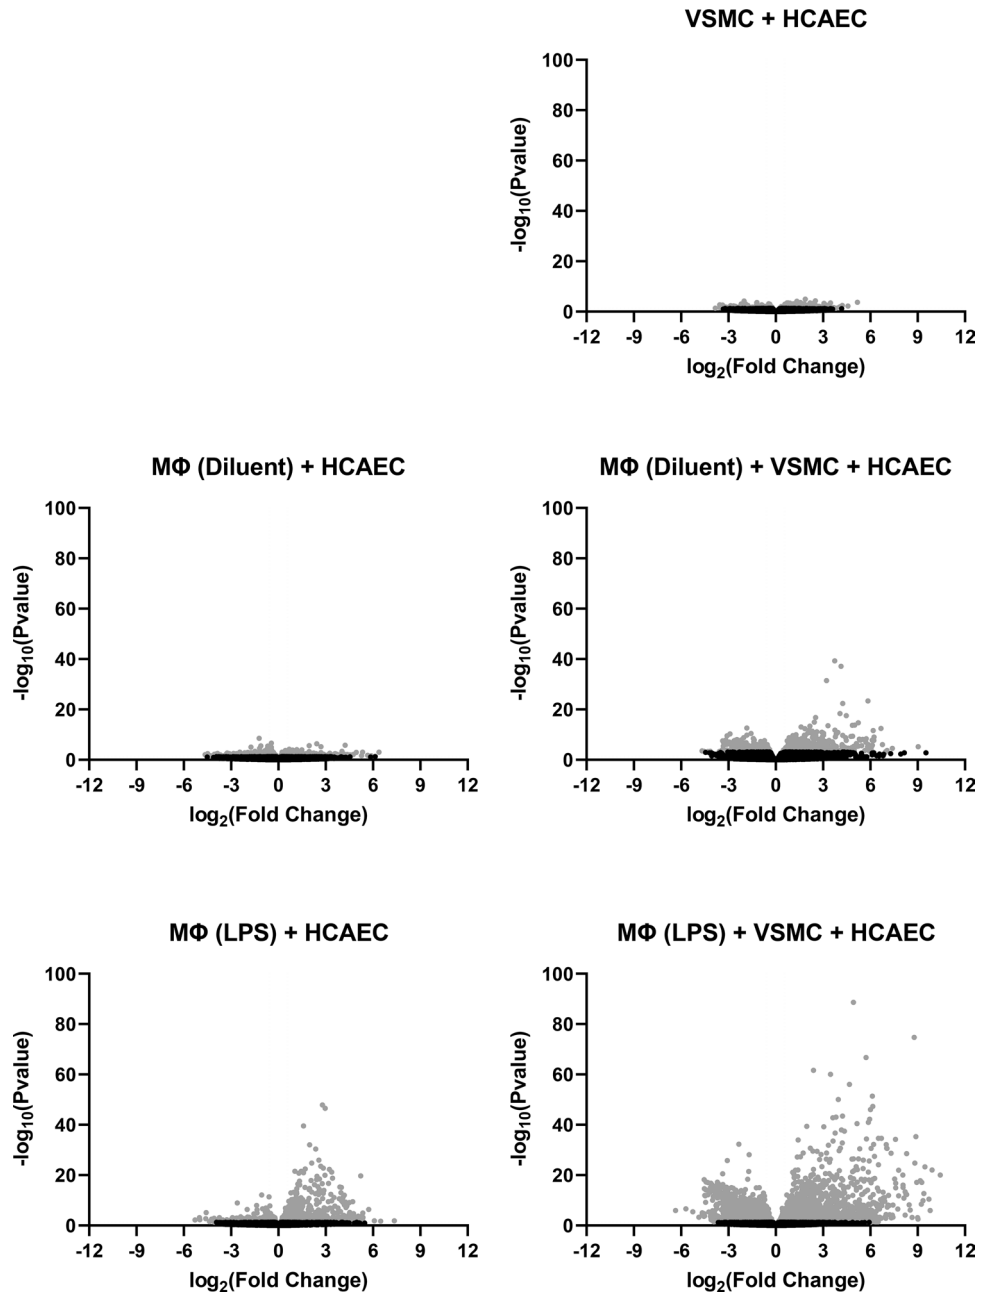 VSMC + HCAEC
100
80
60
40
20
0
-log10(Pvalue)
-12 -9 -6 -3 0 3 6 9 12
log2(Fold Change)
MΦ (Diluent) + HCAEC
100
80
60
40
20
0
-log10(Pvalue)
-12 -9 -6 -3 0 3 6 9 12
log2(Fold Change)
MΦ (Diluent) + VSMC + HCAEC
100
80
60
40
20
0
-log10(Pvalue)
-12 -9 -6 -3 0 3 6 9 12
log2(Fold Change)
MΦ (LPS) + HCAEC
100
80
60
40
20
0
-log10(Pvalue)
-12 -9 -6 -3 0 3 6 9 12
log2(Fold Change)
MΦ (LPS) + VSMC + HCAEC
100
80
60
40
20
0
-log10(Pvalue)
-12 -9 -6 -3 0 3 6 9 12
log2(Fold Change)